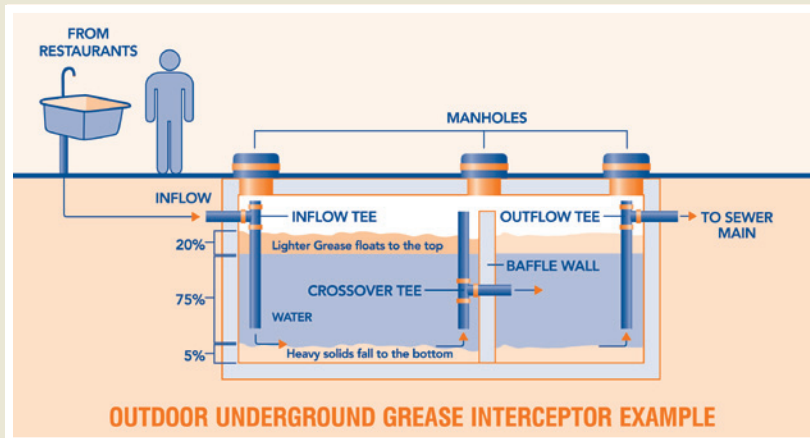 FROM
RESTAURANTS
MANHOLES
INFLOW
INFLOW TEE
OUTFLOW TEE
TO SEWER
MAIN
20%
Lighter Grease floats to the top
BAFFLE WALL
CROSSOVER TEE
75%
WATER
5%
Heavy solids fall to the bottom
OUTDOOR UNDERGROUND GREASE INTERCEPTOR EXAMPLE